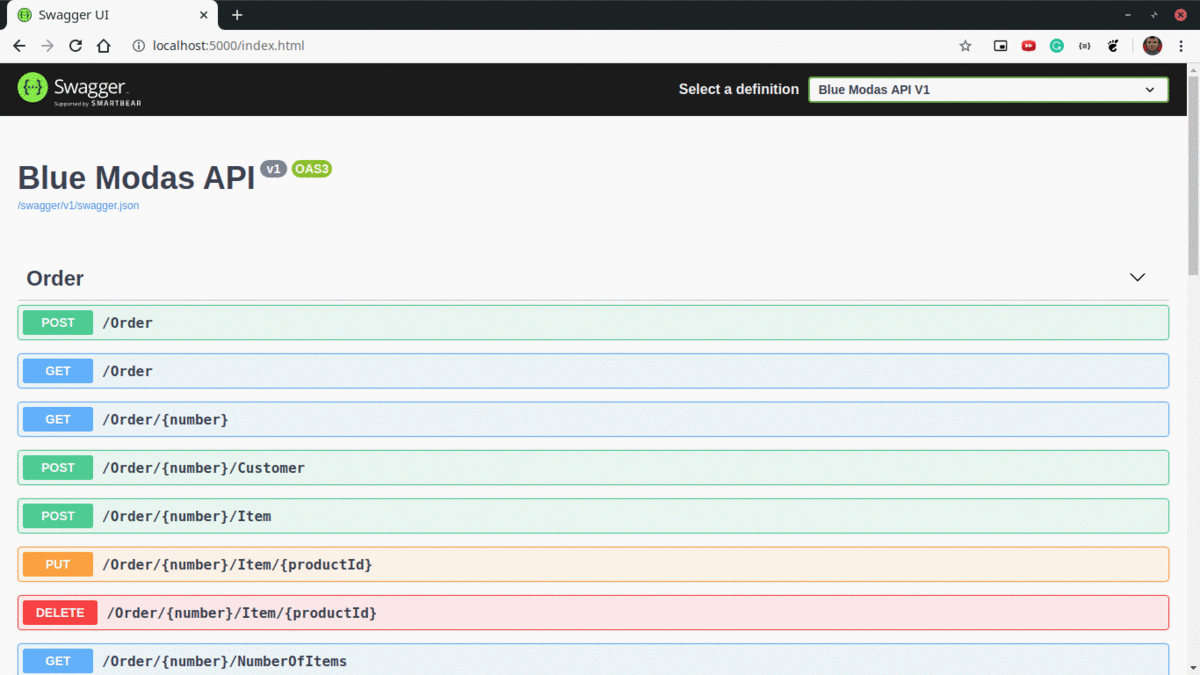 Swagger UI
localhost:5000/index.html
Swagger
Supported by SMARTBEAR
Select a definition
Blue Modas API V1
Blue Modas API v1 OAS3
/swagger/v1/swagger.json
Order
POST /Order
GET /Order
GET /Order/{number}
POST /Order/{number}/Customer
POST /Order/{number}/Item
PUT /Order/{number}/Item/{productId}
DELETE /Order/{number}/Item/{productId}
GET /Order/{number}/NumberOfItems